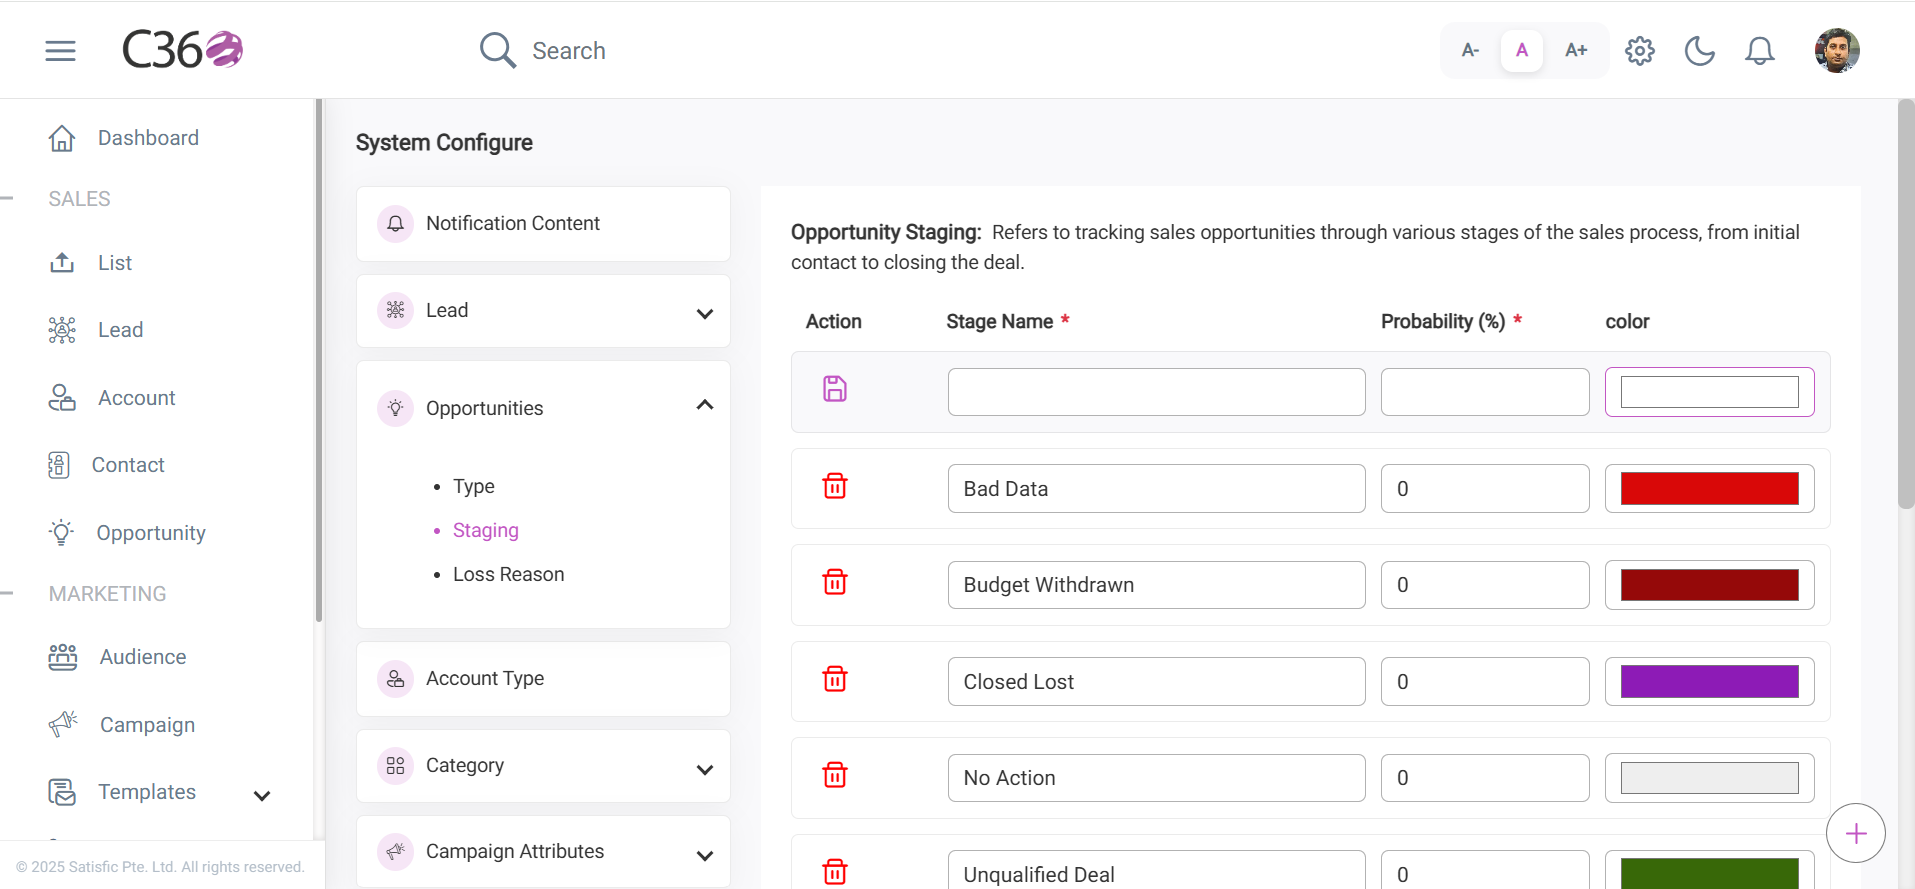 C360
Search
A-
A
A+
Dashboard
SALES
List
Lead
Account
Contact
Opportunity
MARKETING
Audience
Campaign
Templates
© 2025 Satisfic Pte. Ltd. All rights reserved.
System Configure
Notification Content
Lead
Opportunities
Type
Staging
Loss Reason
Account Type
Category
Campaign Attributes
Opportunity Staging: Refers to tracking sales opportunities through various stages of the sales process, from initial
contact to closing the deal.
Action Stage Name * Probability (%) * color
Bad Data 0
Budget Withdrawn 0
Closed Lost 0
No Action 0
Unqualified Deal 0